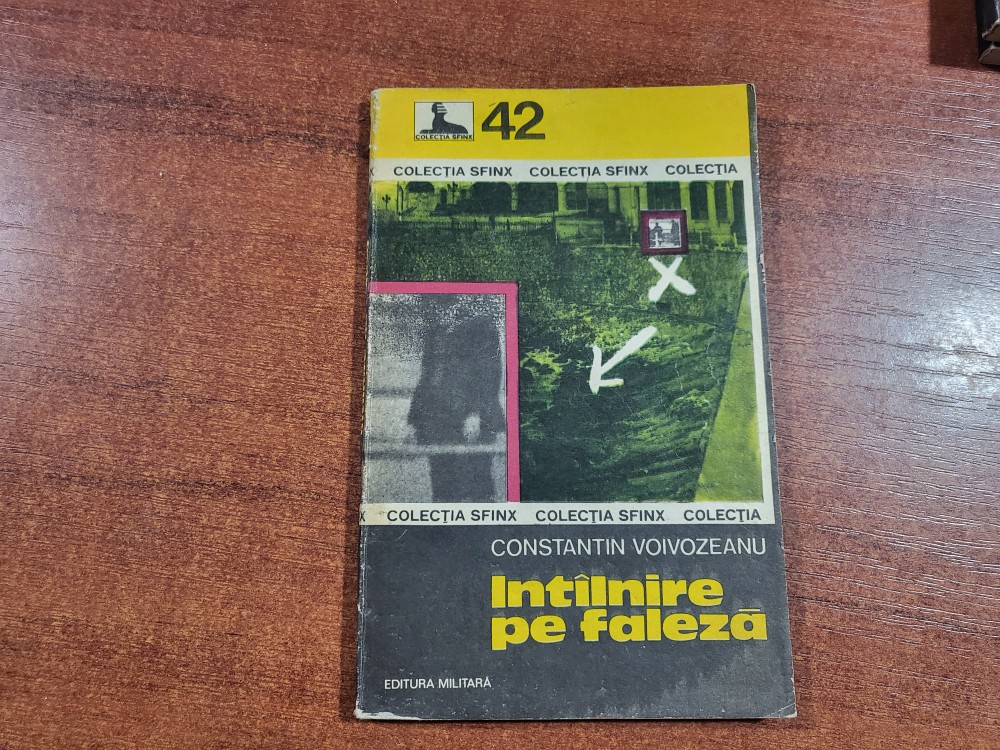 COLECȚIA SFINX
42
X COLECȚIA SFINX COLECȚIA SFINX COLECȚIA
X COLECȚIA SFINX COLECȚIA SFINX COLECȚIA
CONSTANTIN VOIVOZEANU
Intîlnire
pe faleză
EDITURA MILITARĂ